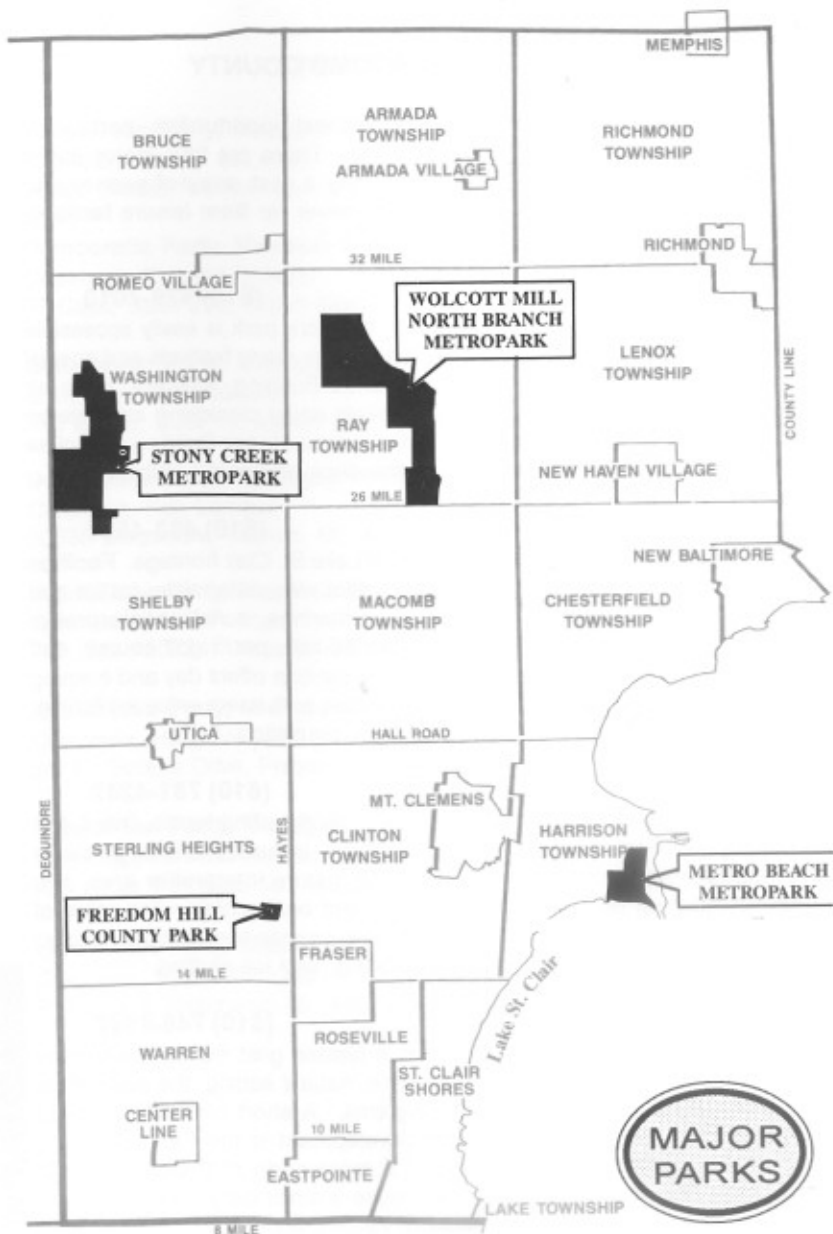 MEMPHIS
BRUCE
TOWNSHIP
ARMADA
TOWNSHIP
ARMADA VILLAGE
RICHMOND
TOWNSHIP
RICHMOND
32 MILE
ROMEO VILLAGE
WOLCOTT MILL
NORTH BRANCH
METROPARK
LENOX
TOWNSHIP
COUNTY LINE
WASHINGTON
TOWNSHIP
RAY
TOWNSHIP
STONY CREEK
METROPARK
NEW HAVEN VILLAGE
26 MILE
NEW BALTIMORE
SHELBY
TOWNSHIP
MACOMB
TOWNSHIP
CHESTERFIELD
TOWNSHIP
UTICA
HALL ROAD
DEQUINDRE
HAYES
MT. CLEMENS
STERLING HEIGHTS
CLINTON
TOWNSHIP
HARRISON
TOWNSHIP
METRO BEACH
METROPARK
FREEDOM HILL
COUNTY PARK
FRASER
14 MILE
Lake St. Clair
ROSEVILLE
WARREN
ST. CLAIR
SHORES
CENTER
LINE
10 MILE
EASTPOINTE
MAJOR
PARKS
LAKE TOWNSHIP
8 MILE